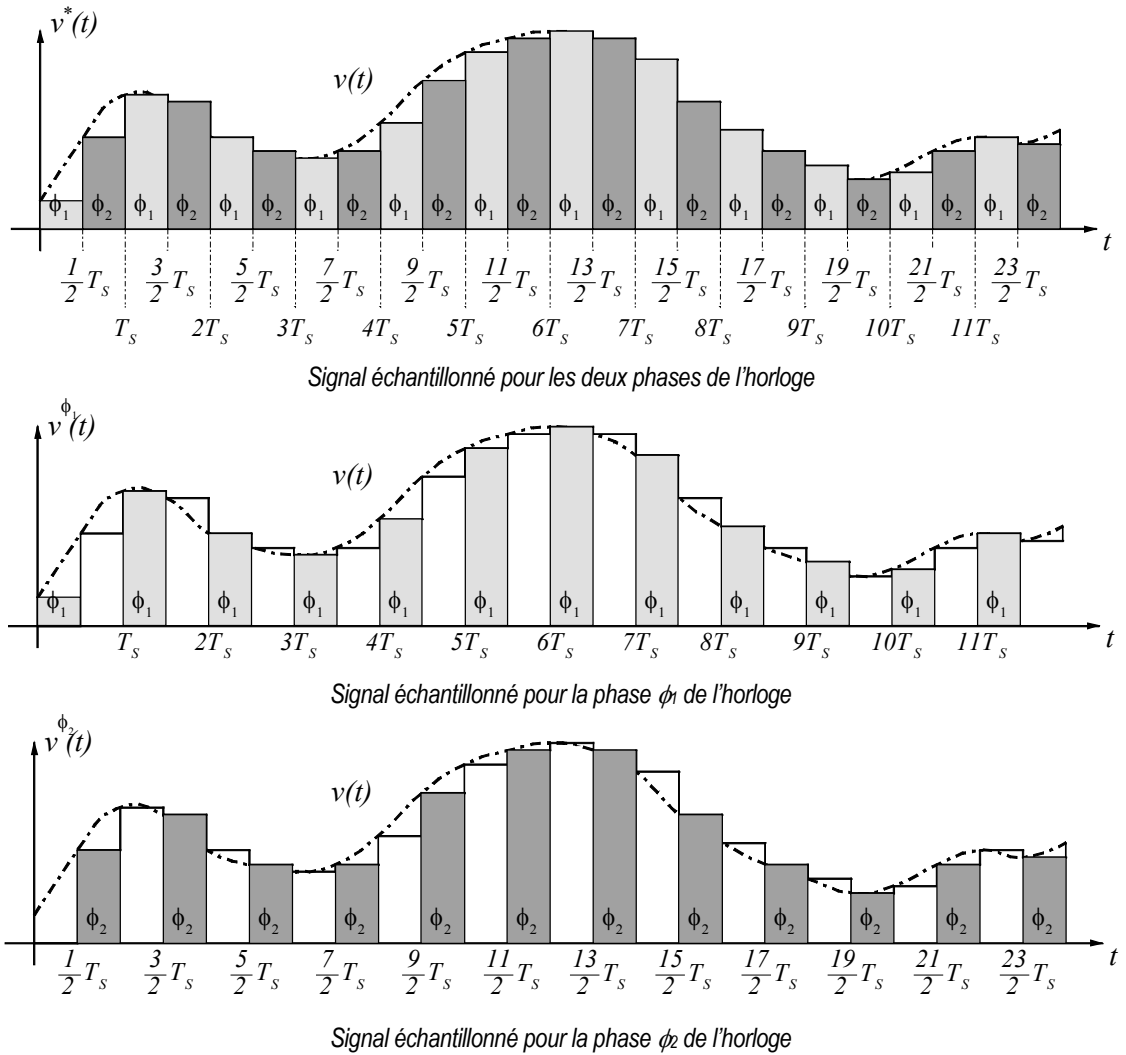 v*(t)
v(t)
ϕ1 ϕ2 ϕ1 ϕ2 ϕ1 ϕ2 ϕ1 ϕ2 ϕ1 ϕ2 ϕ1 ϕ2 ϕ1 ϕ2 ϕ1 ϕ2 ϕ1 ϕ2 ϕ1 ϕ2 ϕ1 ϕ2 ϕ1 ϕ2
t
1/2 TS 3/2 TS 5/2 TS 7/2 TS 9/2 TS 11/2 TS 13/2 TS 15/2 TS 17/2 TS 19/2 TS 21/2 TS 23/2 TS
TS 2TS 3TS 4TS 5TS 6TS 7TS 8TS 9TS 10TS 11TS
Signal échantillonné pour les deux phases de l'horloge
vϕ1(t)
v(t)
ϕ1 ϕ1 ϕ1 ϕ1 ϕ1 ϕ1 ϕ1 ϕ1 ϕ1 ϕ1 ϕ1 ϕ1
TS 2TS 3TS 4TS 5TS 6TS 7TS 8TS 9TS 10TS 11TS t
Signal échantillonné pour la phase ϕ1 de l'horloge
vϕ2(t)
v(t)
ϕ2 ϕ2 ϕ2 ϕ2 ϕ2 ϕ2 ϕ2 ϕ2 ϕ2 ϕ2 ϕ2 ϕ2
t
1/2 TS 3/2 TS 5/2 TS 7/2 TS 9/2 TS 11/2 TS 13/2 TS 15/2 TS 17/2 TS 19/2 TS 21/2 TS 23/2 TS
Signal échantillonné pour la phase ϕ2 de l'horloge